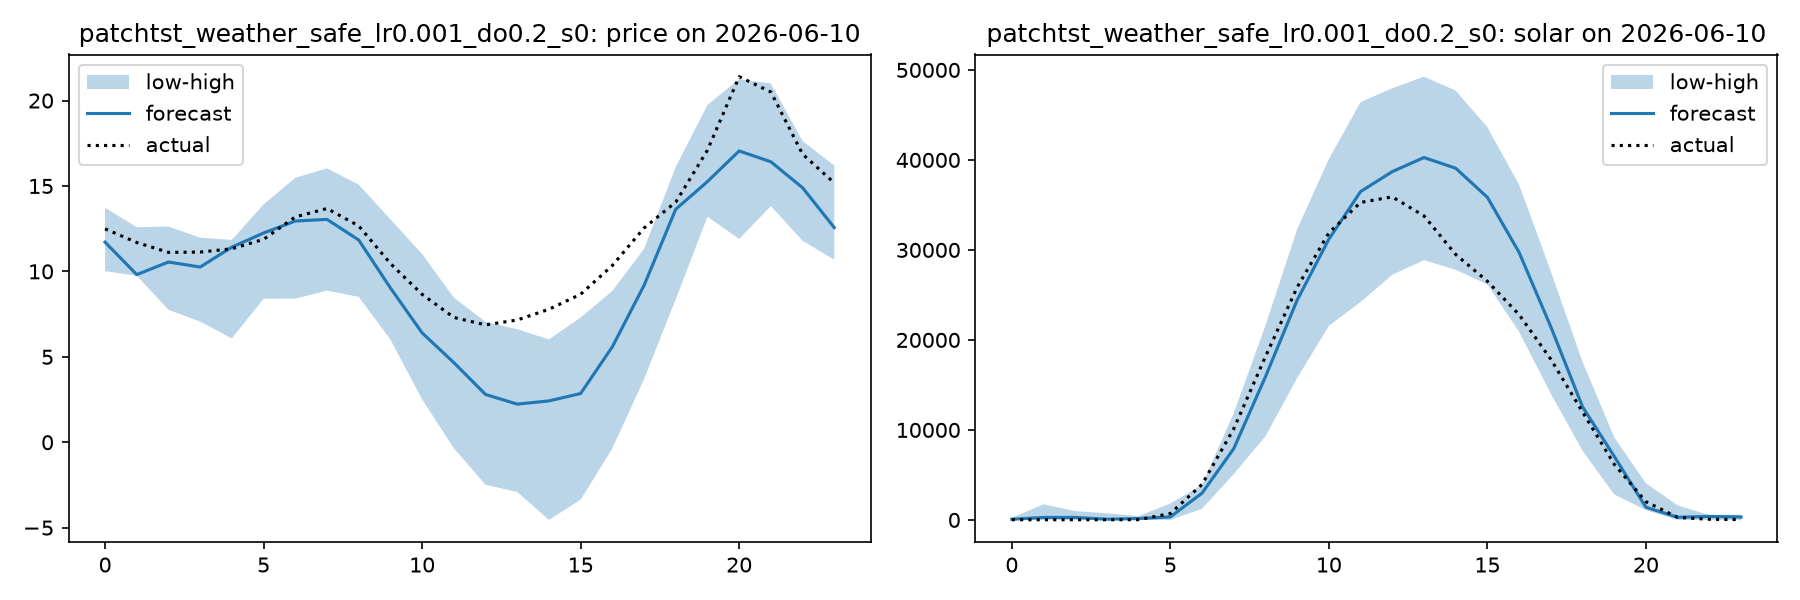 patchtst_weather_safe_lr0.001_do0.2_s0: price on 2026-06-10
low-high
forecast
actual
20
15
10
5
0
−5
0
5
10
15
20
patchtst_weather_safe_lr0.001_do0.2_s0: solar on 2026-06-10
low-high
forecast
actual
50000
40000
30000
20000
10000
0
0
5
10
15
20